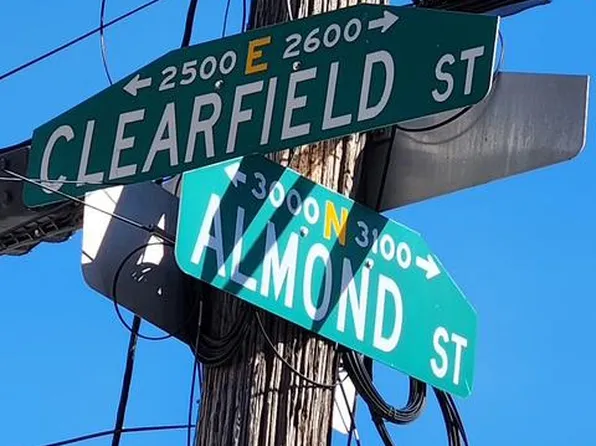 ← 2500 E 2600 →
CLEARFIELD ST
← 3000 N 3100 →
ALMOND ST